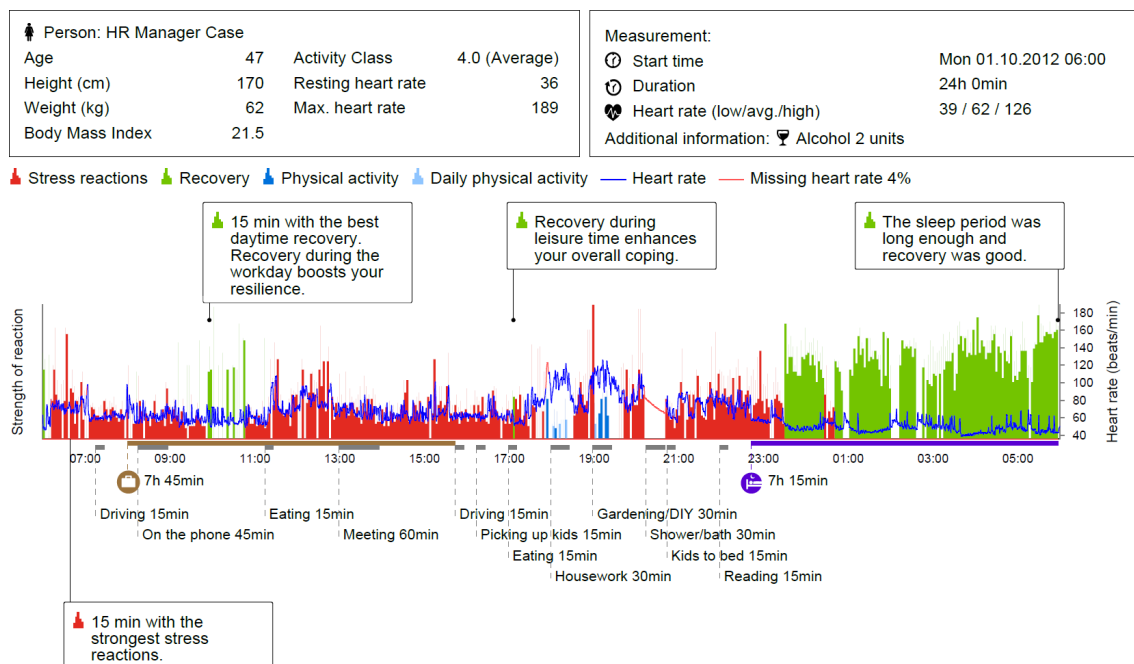 Person: HR Manager Case
Age 47 Activity Class 4.0 (Average)
Height (cm) 170 Resting heart rate 36
Weight (kg) 62 Max. heart rate 189
Body Mass Index 21.5
Measurement:
Start time Mon 01.10.2012 06:00
Duration 24h 0min
Heart rate (low/avg./high) 39 / 62 / 126
Additional information: Alcohol 2 units
Stress reactions Recovery Physical activity Daily physical activity Heart rate Missing heart rate 4%
15 min with the best
daytime recovery.
Recovery during the
workday boosts your
resilience.
Recovery during
leisure time enhances
your overall coping.
The sleep period was
long enough and
recovery was good.
Strength of reaction
180
160
140
120
100
80
60
40
Heart rate (beats/min)
07:00 09:00 11:00 13:00 15:00 17:00 19:00 21:00 23:00 01:00 03:00 05:00
7h 45min 7h 15min
Driving 15min Eating 15min Driving 15min Gardening/DIY 30min
On the phone 45min Meeting 60min Picking up kids 15min Shower/bath 30min
Eating 15min Kids to bed 15min
Housework 30min Reading 15min
15 min with the
strongest stress
reactions.